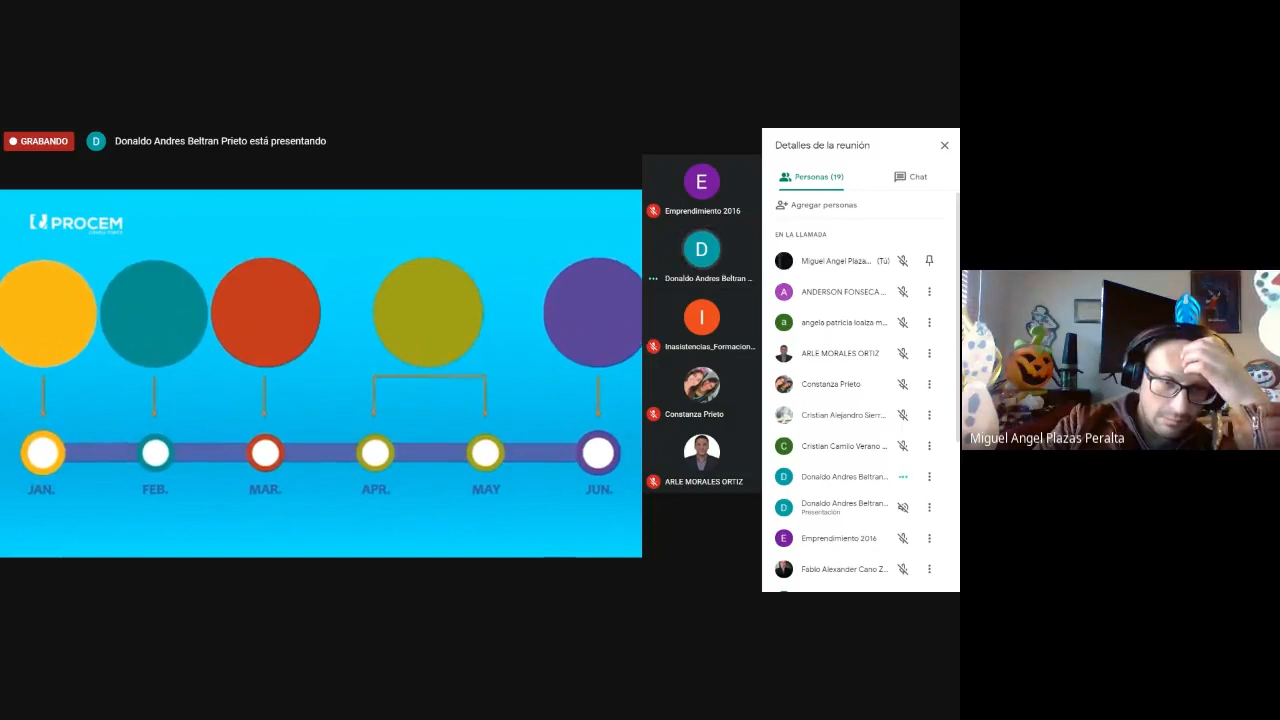 GRABANDO
D
Donaldo Andres Beltran Prieto está presentando
PROCEM
JAN.
FEB.
MAR.
APR.
MAY
JUN.
E
Emprendimiento 2016
D
Donaldo Andres Beltran ...
I
Inasistencias_Formacion...
Constanza Prieto
ARLE MORALES ORTIZ
Detalles de la reunión
Personas (19)
Chat
Agregar personas
EN LA LLAMADA
Miguel Angel Plaza... (Tú)
A
ANDERSON FONSECA ...
a
angela patricia loaiza m...
ARLE MORALES ORTIZ
Constanza Prieto
Cristian Alejandro Sierr...
C
Cristian Camilo Verano ...
D
Donaldo Andres Beltran...
D
Donaldo Andres Beltran...
Presentación
E
Emprendimiento 2016
Fabio Alexander Cano Z...
Miguel Angel Plazas Peralta